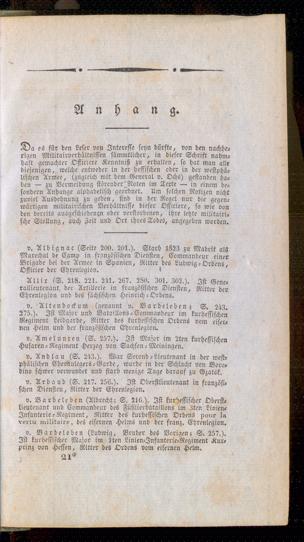 Anhang.
Da es für den Leser von Interesse seyn dürfte, von den nachhe-
rigen Militairverhältnissen sämmtlicher, in dieser Schrift nahm-
haft gemachter Officiere Kenntniß zu erhalten, so hat man alle
diejenigen, welche entweder in der hessischen oder in der westphä-
lischen Armee, (zugleich mit dem General v. Ochs) gestanden ha-
ben — zu Vermeidung störender Noten im Texte — in einem be-
sondern Anhange alphabetisch geordnet. Um solchen Notizen nicht
zuviel Ausdehnung zu geben, sind in der Regel nur die gegen-
wärtigen militairischen Verhältnisse dieser Officiere, so wie von
den bereits ausgeschiedenen oder verstorbenen, ihre letzte militairi-
sche Stellung, auch Zeit und Ort ihres Todes, angegeben worden.
v. Albignac (Seite 200. 201.). Starb 1823 zu Madrit als
Marechal de Camp in französischen Diensten, Commandeur einer
Brigade bei der Armee in Spanien, Ritter des Ludwig-Ordens,
Officier der Ehrenlegion.
Allix (S. 218. 221. 231. 267. 280. 301. 302.). Ist Gene-
rallieutenant der Artillerie in französischen Diensten, Ritter der
Ehrenlegion und des sächsischen Heinrich-Ordens.
v. Altenbockum (genannt v. Bardeleben; S. 243.
275.). Ist Major und Bataillons-Commandeur im kurhessischen
Regiment Leibgarde, Ritter des kurhessischen Ordens vom eiser-
nen Helm und der französischen Ehrenlegion.
v. Amelunxen (S. 257.). Ist Major im 2ten kurhessischen
Husaren-Regiment Herzog von Sachsen-Meiningen.
v. Andlau (S. 243.). War Second-Lieutenant in der west-
phälischen Chevauxlegers-Garde, wurde in der Schlacht von Boro-
dino schwer verwundet und starb wenige Tage darauf zu Dgatsk.
v. Arbaud (S. 217. 256.). Ist Oberstlieutenant in französi-
schen Diensten, Ritter der Ehrenlegion.
v. Bardeleben (Albrecht; S. 216.). Ist kurhessischer Oberst-
lieutenant und Commandeur des Füsilierbataillons im 3ten Linien-
Infanterie-Regiment, Ritter des kurhessischen Ordens pour la
vertu militaire, des eisernen Helms und der franz. Ehrenlegion.
v. Bardeleben (Ludwig, Bruder des Vorigen; S. 257.).
Ist kurhessischer Major im 1ten Linien-Infanterie-Regiment Kur-
prinz von Hessen, Ritter des Ordens vom eisernen Helm.
21*